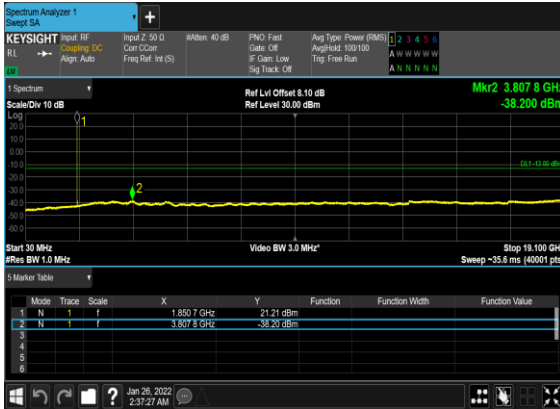 Spectrum Analyzer 1
Swept SA
+
KEYSIGHT Input: RF Input Z: 50 Ω #Atten: 40 dB PNO: Fast Avg Type: Power (RMS) 1 2 3 4 5 6
RL Coupling: DC Corr CCorr Gate: Off Avg|Hold: 100/100 A W W W W W
Align: Auto Freq Ref: Int (S) IF Gain: Low Trig: Free Run
Sig Track: Off A N N N N N
1 Spectrum Ref Lvl Offset 8.10 dB Mkr2 3.807 8 GHz
Scale/Div 10 dB Ref Level 30.00 dBm -38.200 dBm
Log
1
20.0
10.0
0.00
-10.0 DL1 -13.00 dBm
-20.0
-30.0 2
-40.0
-50.0
-60.0
Start 30 MHz Video BW 3.0 MHz* Stop 19.100 GHz
#Res BW 1.0 MHz Sweep ~35.6 ms (40001 pts)
5 Marker Table
Mode Trace Scale X Y Function Function Width Function Value
1 N 1 f 1.850 7 GHz 21.21 dBm
2 N 1 f 3.807 8 GHz -38.20 dBm
3
4
5
6
? Jan 26, 2022
2:37:27 AM